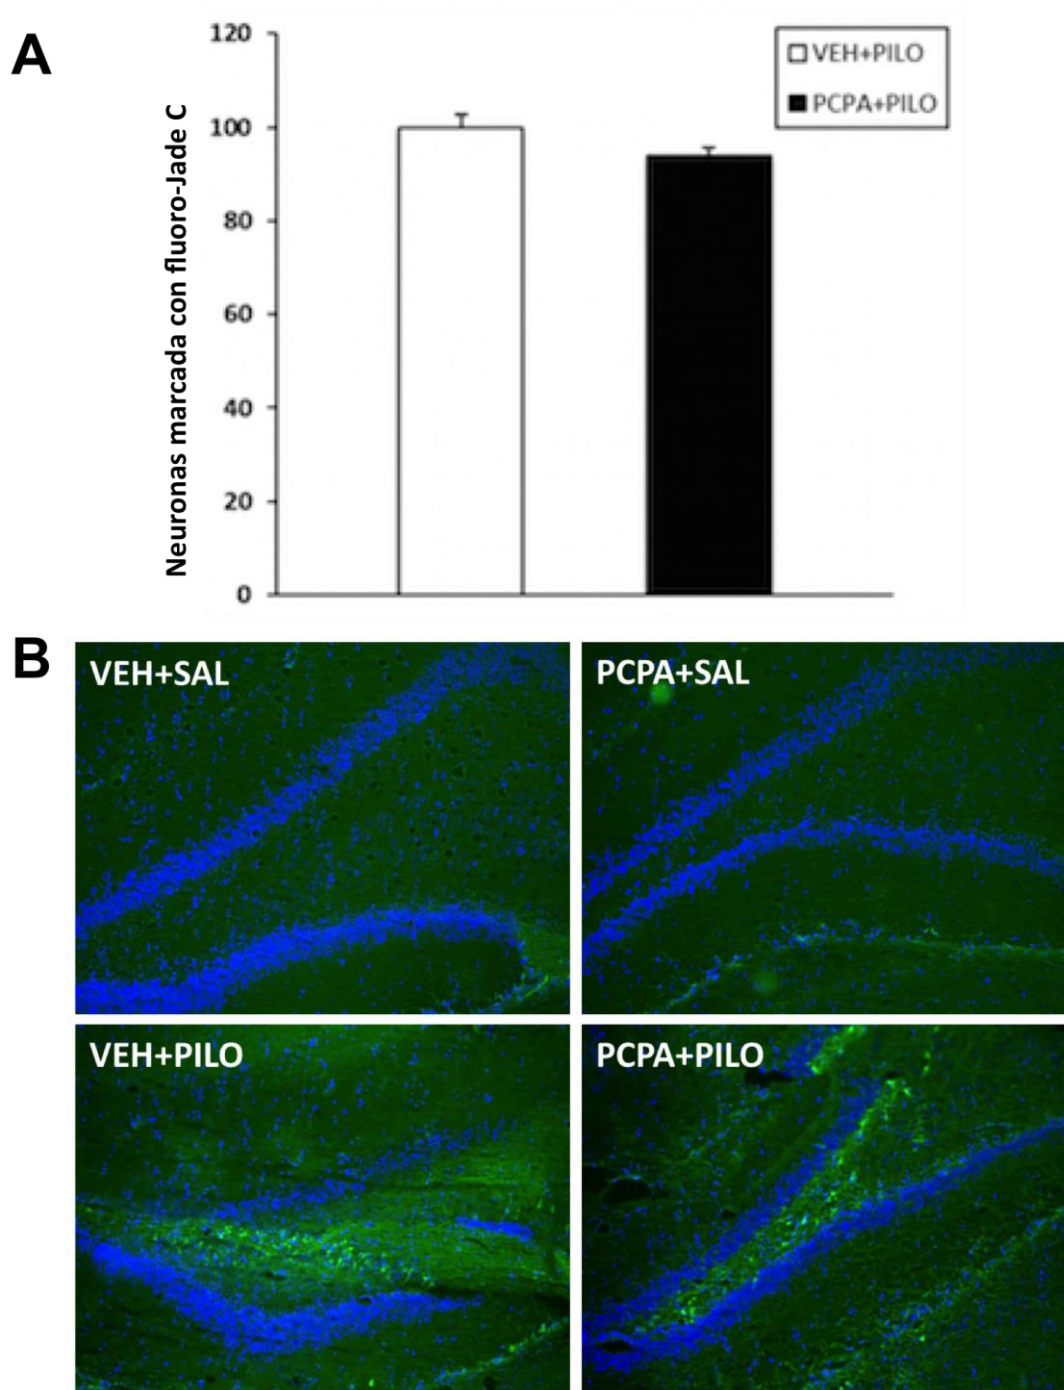 A
Neuronas marcada con fluoro-Jade C
120
100
80
60
40
20
0
VEH+PILO
PCPA+PILO
B
VEH+SAL
PCPA+SAL
VEH+PILO
PCPA+PILO